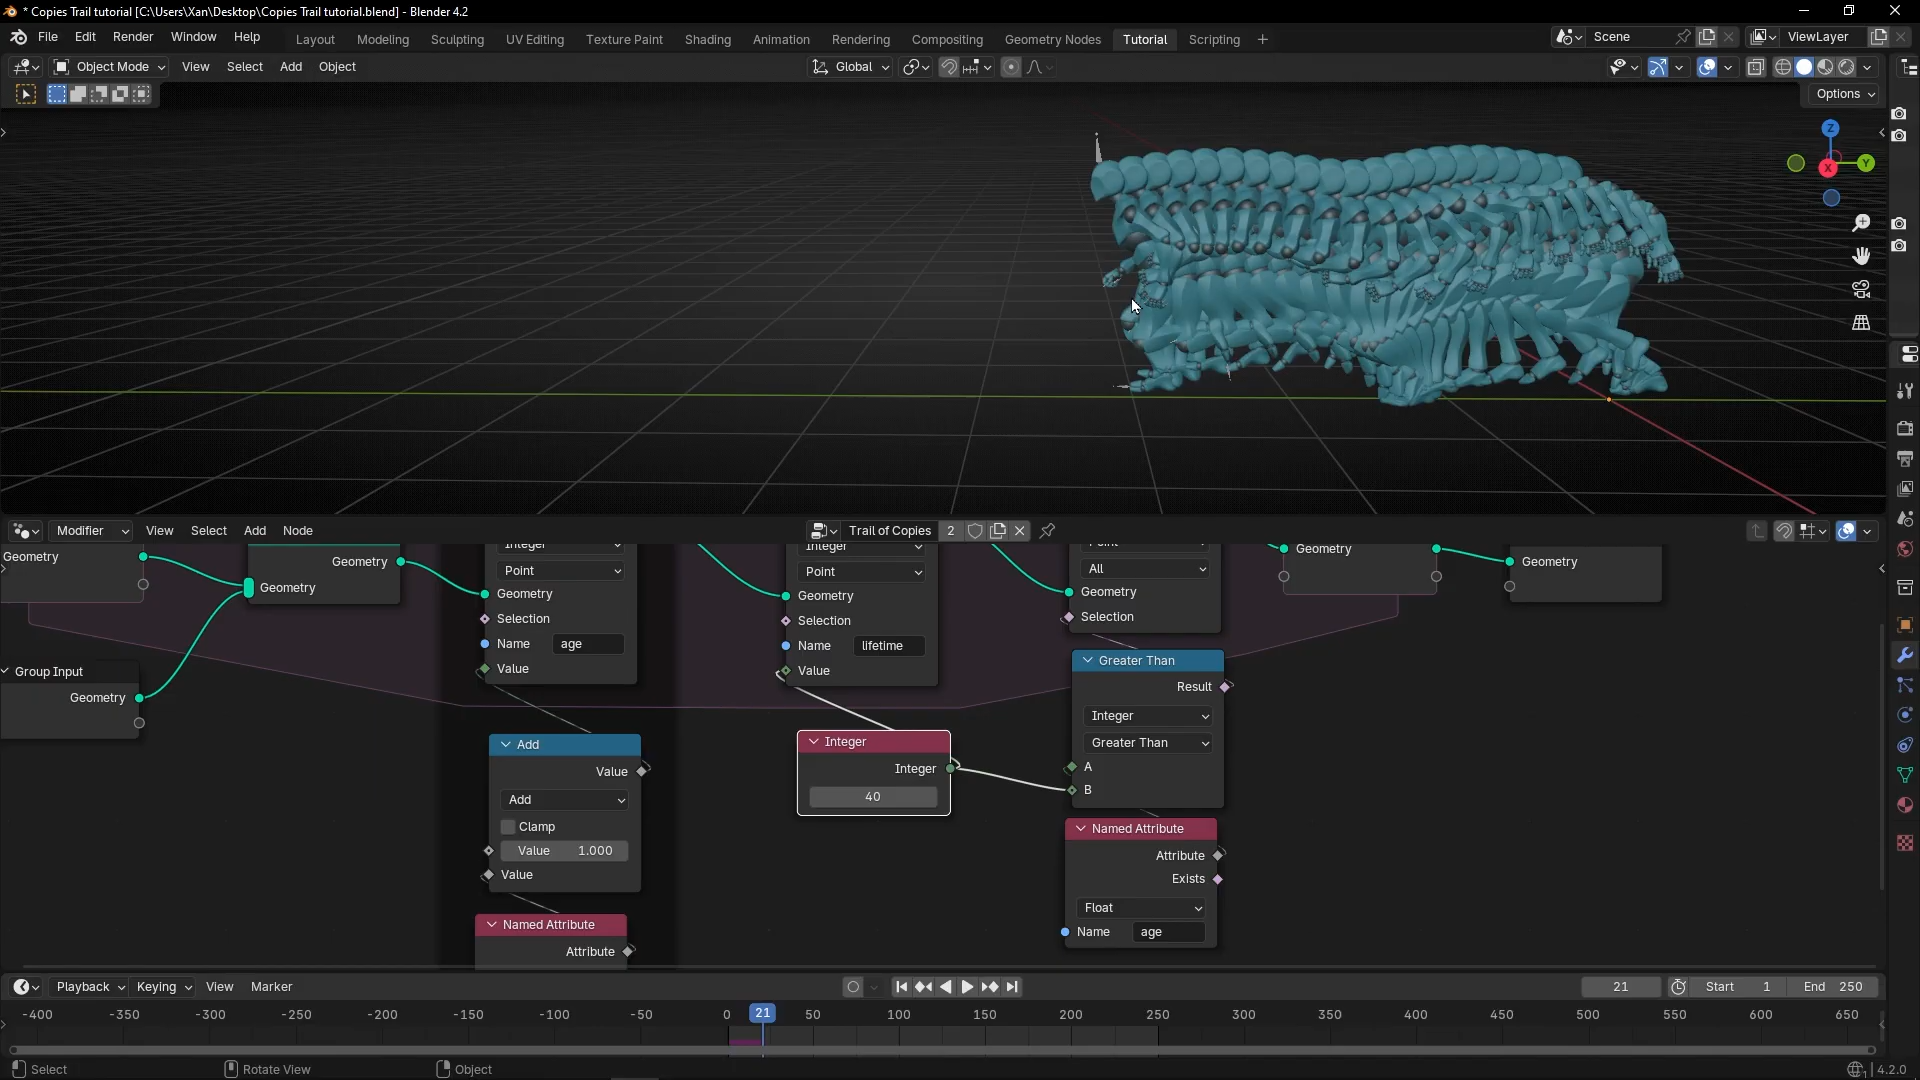 * Copies Trail tutorial [C:\Users\Xan\Desktop\Copies Trail tutorial.blend] - Blender 4.2
File Edit Render Window Help
Layout Modeling Sculpting UV Editing Texture Paint Shading Animation Rendering Compositing Geometry Nodes Tutorial Scripting +
Scene ViewLayer
Object Mode View Select Add Object
Global
Options
Z
Y
X
Modifier View Select Add Node
Trail of Copies 2
Geometry
Geometry
Geometry
Group Input
Geometry
Integer
Point
Geometry
Selection
Name age
Value
Add
Value
Add
Clamp
Value 1.000
Value
Named Attribute
Attribute
Integer
Point
Geometry
Selection
Name lifetime
Value
Integer
Integer
40
All
Geometry
Selection
Greater Than
Result
Integer
Greater Than
A
B
Named Attribute
Attribute
Exists
Float
Name age
Geometry
Geometry
Playback Keying View Marker
21 Start 1 End 250
-400 -350 -300 -250 -200 -150 -100 -50 0 21 50 100 150 200 250 300 350 400 450 500 550 600 650
Select Rotate View Object
4.2.0